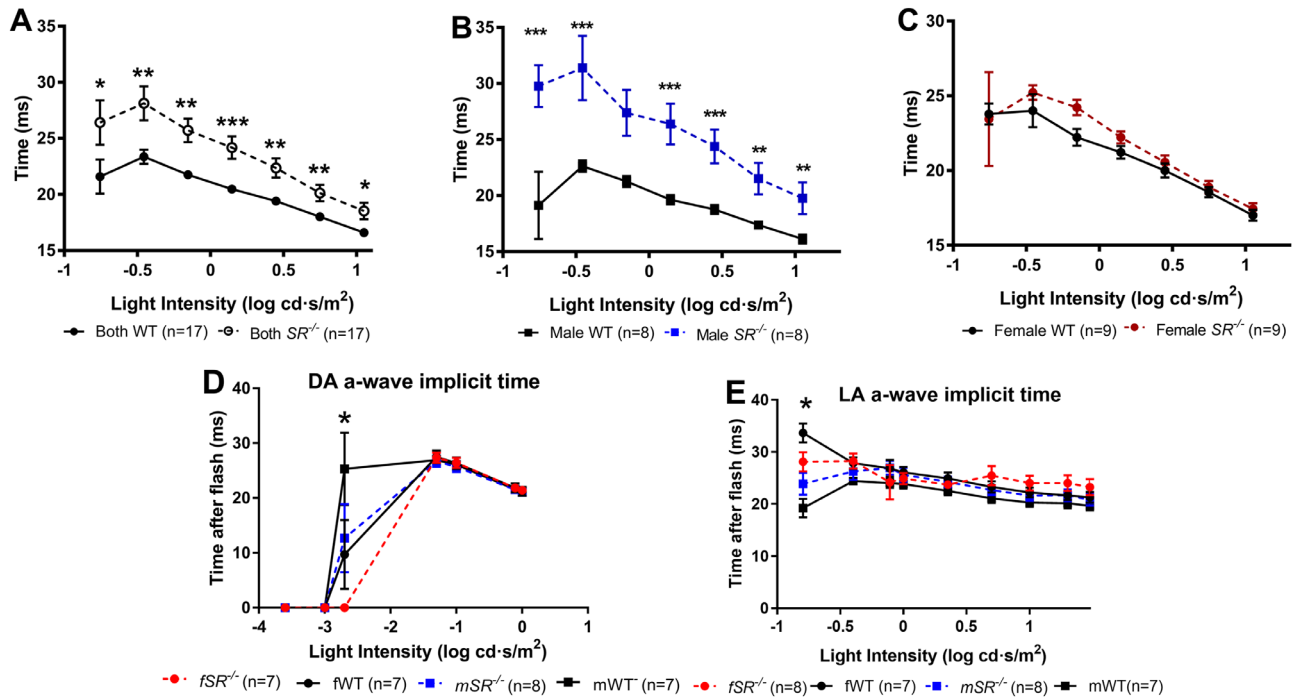 A
35
30
25
20
15
Time (ms)
*
**
**
***
**
**
*
-1
-0.5
0
0.5
1
Light Intensity (log cd·s/m²)
Both WT (n=17) Both SR-/- (n=17)
B
35
30
25
20
15
Time (ms)
***
***
***
***
**
**
-1
-0.5
0
0.5
1
Light Intensity (log cd·s/m²)
Male WT (n=8) Male SR-/- (n=8)
C
30
25
20
15
Time (ms)
-1
-0.5
0
0.5
1
Light Intensity (log cd·s/m²)
Female WT (n=9) Female SR-/- (n=9)
D
DA a-wave implicit time
40
30
20
10
0
Time after flash (ms)
*
-4
-3
-2
-1
0
1
Light Intensity (log cd·s/m²)
fSR-/- (n=7) fWT (n=7) mSR-/- (n=8) mWT- (n=7)
E
LA a-wave implicit time
40
30
20
10
0
Time after flash (ms)
*
-1
-0.5
0
0.5
1
Light Intensity (log cd·s/m²)
fSR-/- (n=8) fWT (n=7) mSR-/- (n=8) mWT(n=7)